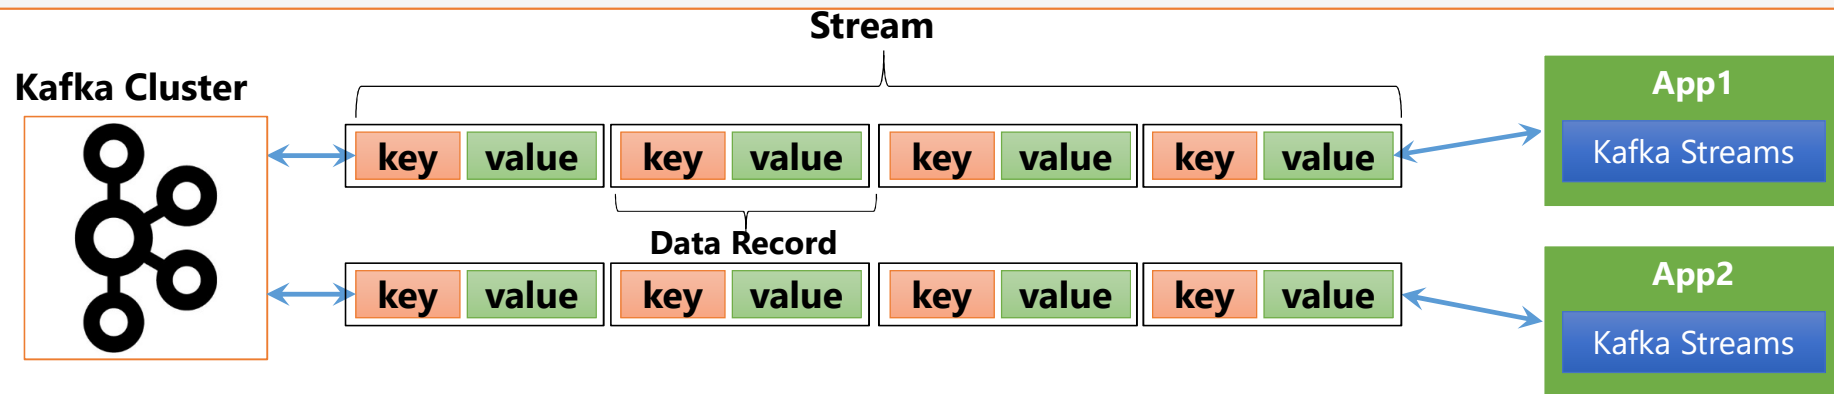 Stream
Kafka Cluster
App1
key value key value key value key value
Kafka Streams
Data Record
App2
key value key value key value key value
Kafka Streams